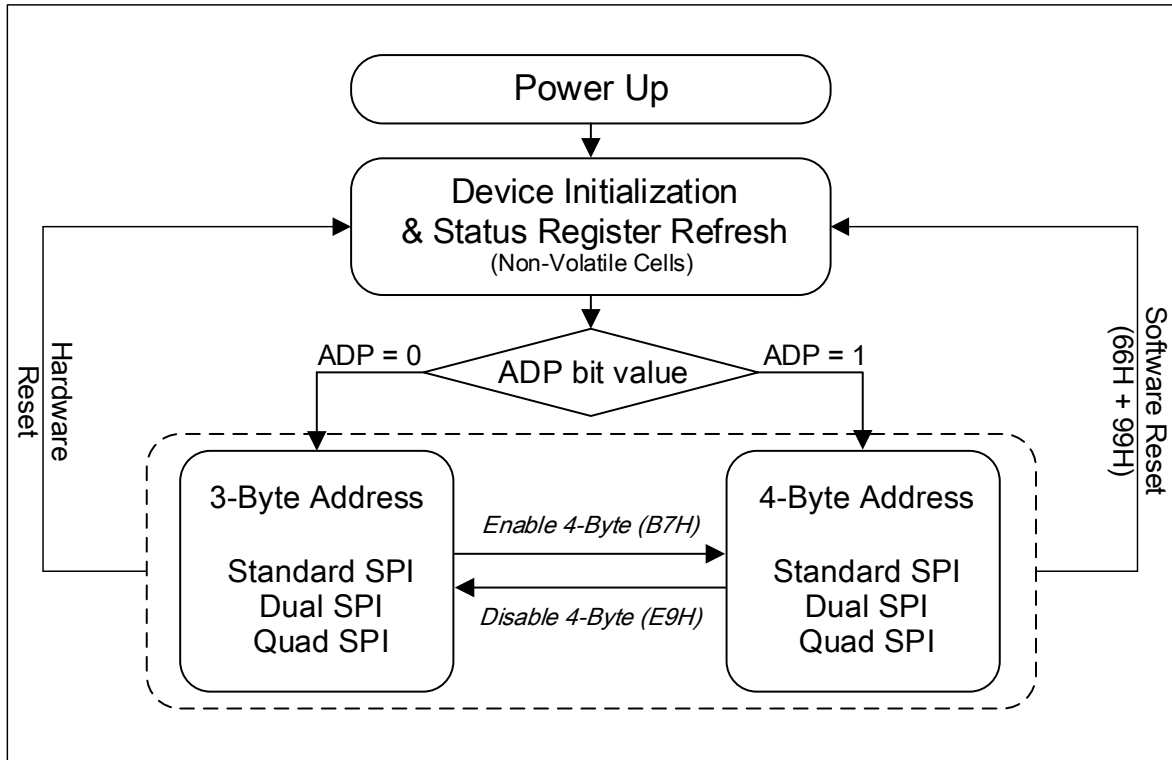 Power Up
Device Initialization
& Status Register Refresh
(Non-Volatile Cells)
ADP = 0
ADP bit value
ADP = 1
Hardware
Reset
Software Reset
(66H + 99H)
3-Byte Address
Standard SPI
Dual SPI
Quad SPI
Enable 4-Byte (B7H)
Disable 4-Byte (E9H)
4-Byte Address
Standard SPI
Dual SPI
Quad SPI